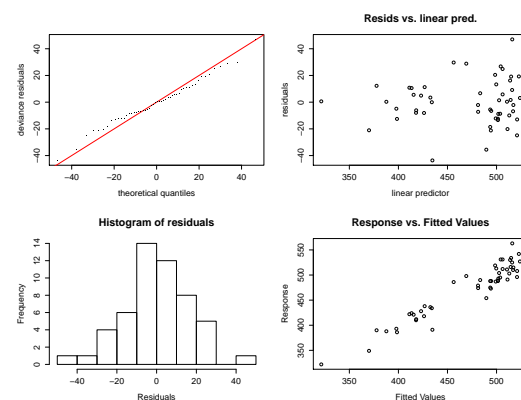 deviance residuals
−40
−20
0
20
40
−40 −20 0 20 40
theoretical quantiles
Resids vs. linear pred.
residuals
−40
−20
0
20
40
350 400 450 500
linear predictor
Histogram of residuals
Frequency
0
2
4
6
8
10
14
−40 −20 0 20 40
Residuals
Response vs. Fitted Values
Response
350
400
450
500
550
350 400 450 500
Fitted Values